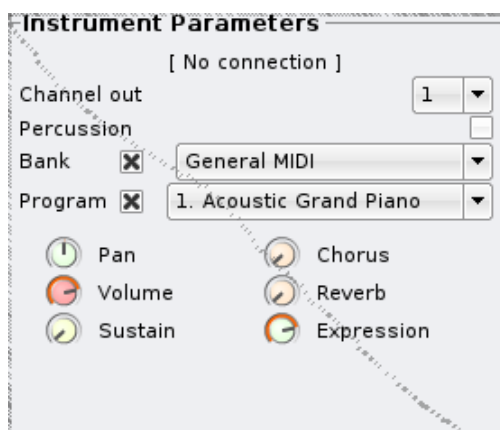 Instrument Parameters
[ No connection ]
Channel out 1
Percussion
Bank General MIDI
Program 1. Acoustic Grand Piano
Pan Chorus
Volume Reverb
Sustain Expression